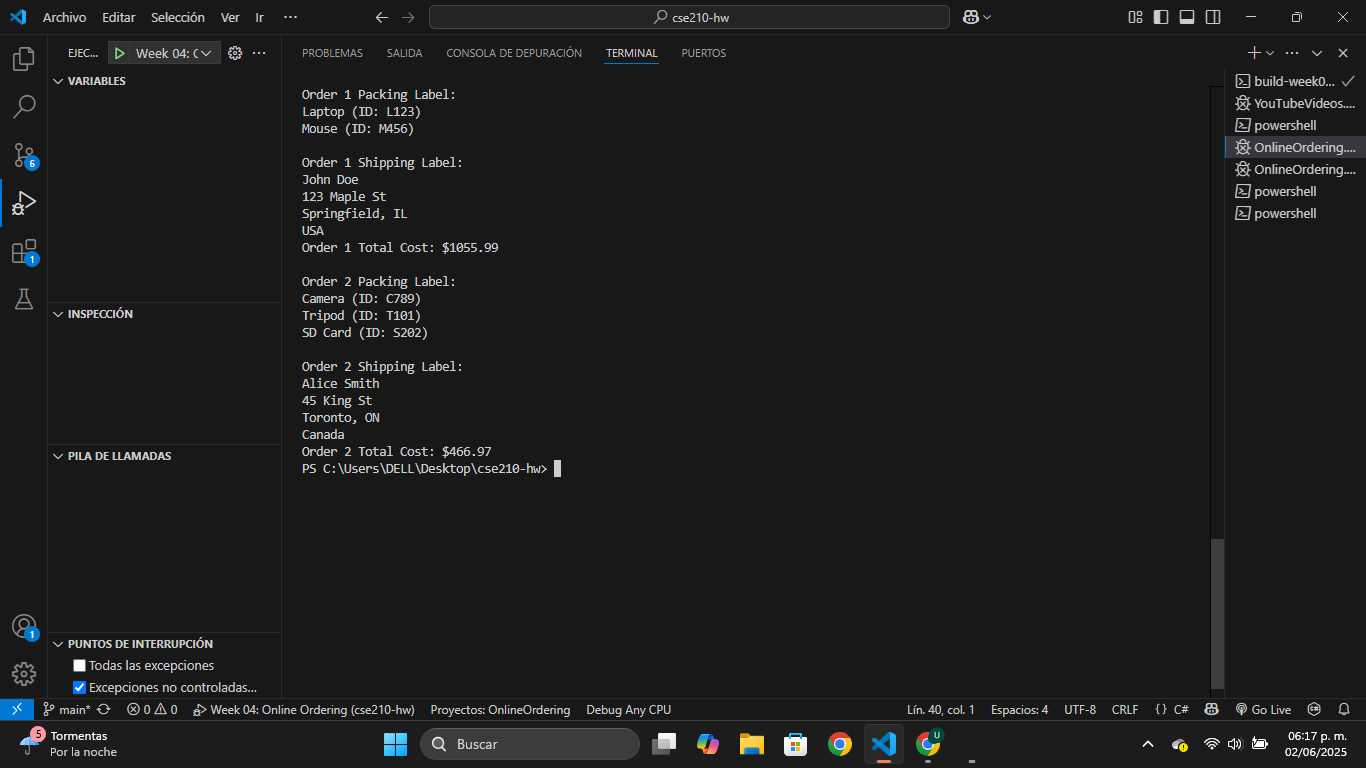 Archivo Editar Selección Ver Ir ···
cse210-hw
EJEC... Week 04: C ···
PROBLEMAS SALIDA CONSOLA DE DEPURACIÓN TERMINAL PUERTOS
VARIABLES
INSPECCIÓN
PILA DE LLAMADAS
PUNTOS DE INTERRUPCIÓN
Todas las excepciones
Excepciones no controladas...
6
1
1
Order 1 Packing Label:
Laptop (ID: L123)
Mouse (ID: M456)
Order 1 Shipping Label:
John Doe
123 Maple St
Springfield, IL
USA
Order 1 Total Cost: $1055.99
Order 2 Packing Label:
Camera (ID: C789)
Tripod (ID: T101)
SD Card (ID: S202)
Order 2 Shipping Label:
Alice Smith
45 King St
Toronto, ON
Canada
Order 2 Total Cost: $466.97
PS C:\Users\DELL\Desktop\cse210-hw>
build-week0...
YouTubeVideos....
powershell
OnlineOrdering....
OnlineOrdering....
powershell
powershell
main* 0 0 Week 04: Online Ordering (cse210-hw) Proyectos: OnlineOrdering Debug Any CPU Lín. 40, col. 1 Espacios: 4 UTF-8 CRLF {} C# Go Live
5
Tormentas
Por la noche
Buscar
U
06:17 p. m.
02/06/2025